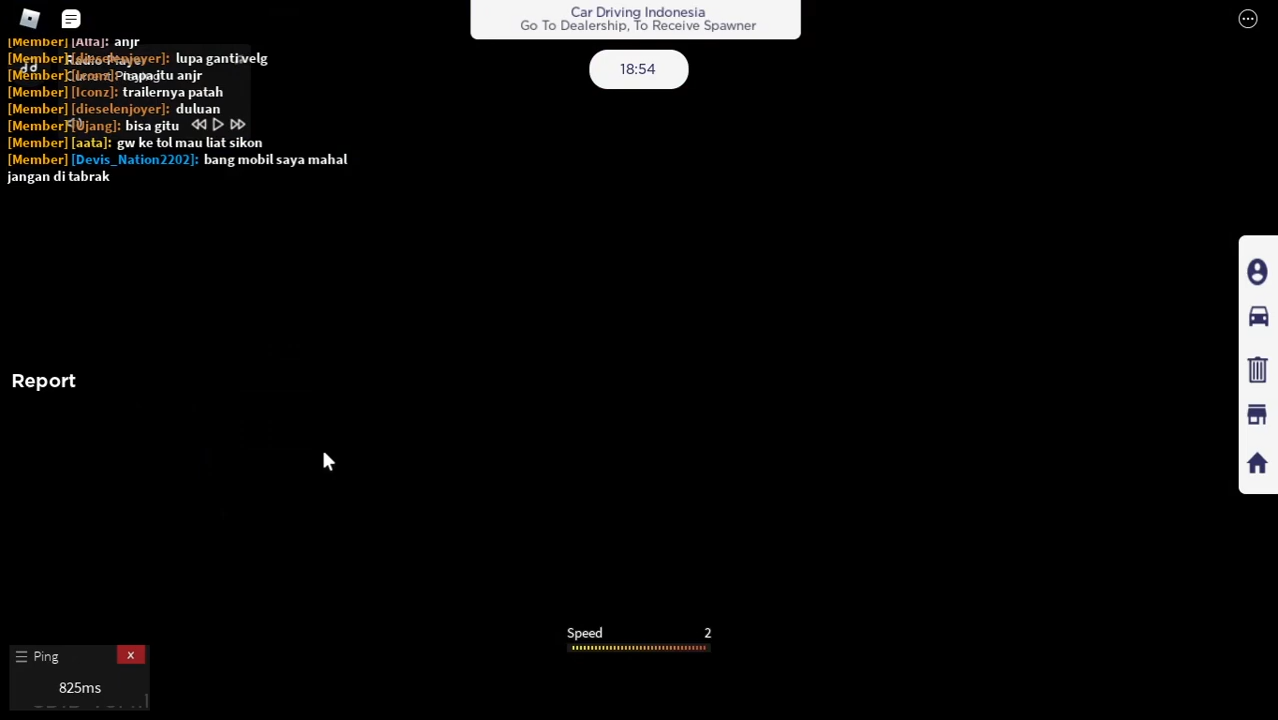 Car Driving Indonesia
Go To Dealership, To Receive Spawner
18:54
[Member] [Alfa]: anjr
[Member] [dieselenjoyer]: lupa ganti velg
Radio Player
[Member] [Iconz]: napa itu anjr
[Member] [Iconz]: trailernya patah
[Member] [dieselenjoyer]: duluan
[Member] [Ujang]: bisa gitu
[Member] [aata]: gw ke tol mau liat sikon
[Member] [Devis_Nation2202]: bang mobil saya mahal
jangan di tabrak
Report
Speed 2
Ping X
825ms